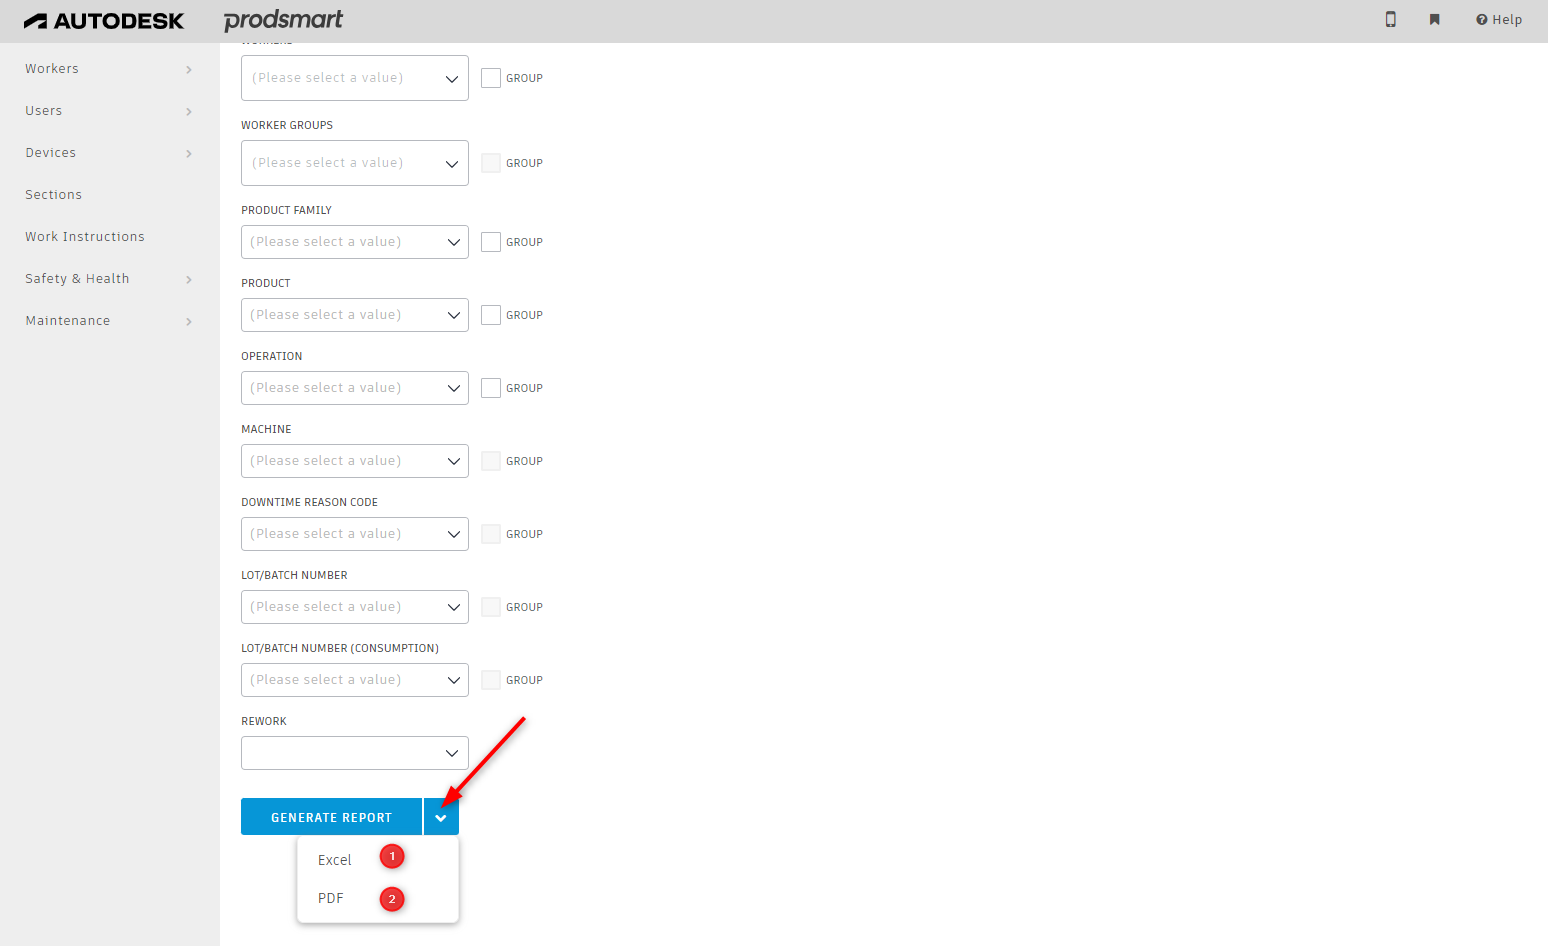 AUTODESK prodsmart Help
Workers
Users
Devices
Sections
Work Instructions
Safety & Health
Maintenance
WORKERS
(Please select a value) GROUP
WORKER GROUPS
(Please select a value) GROUP
PRODUCT FAMILY
(Please select a value) GROUP
PRODUCT
(Please select a value) GROUP
OPERATION
(Please select a value) GROUP
MACHINE
(Please select a value) GROUP
DOWNTIME REASON CODE
(Please select a value) GROUP
LOT/BATCH NUMBER
(Please select a value) GROUP
LOT/BATCH NUMBER (CONSUMPTION)
(Please select a value) GROUP
REWORK
GENERATE REPORT
Excel 1
PDF 2